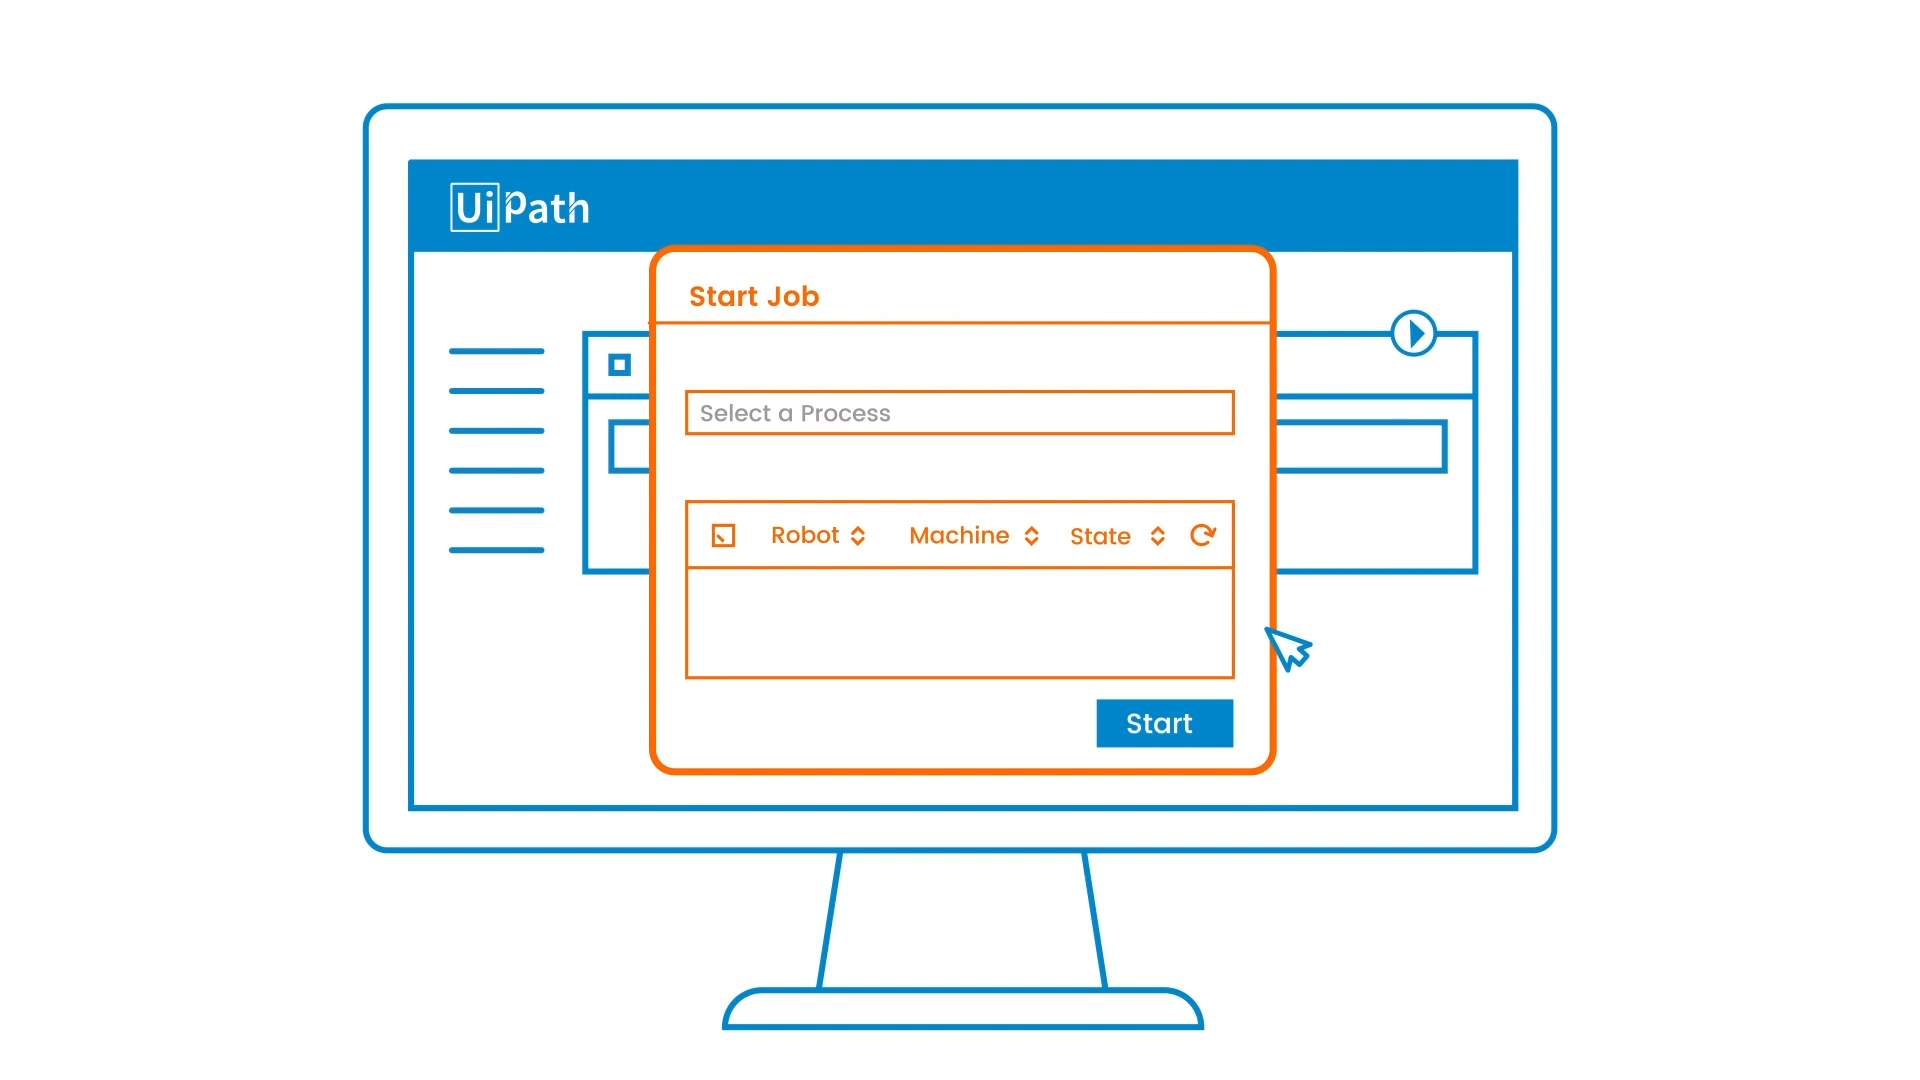 UiPath
Start Job
Select a Process
Robot Machine State
Start